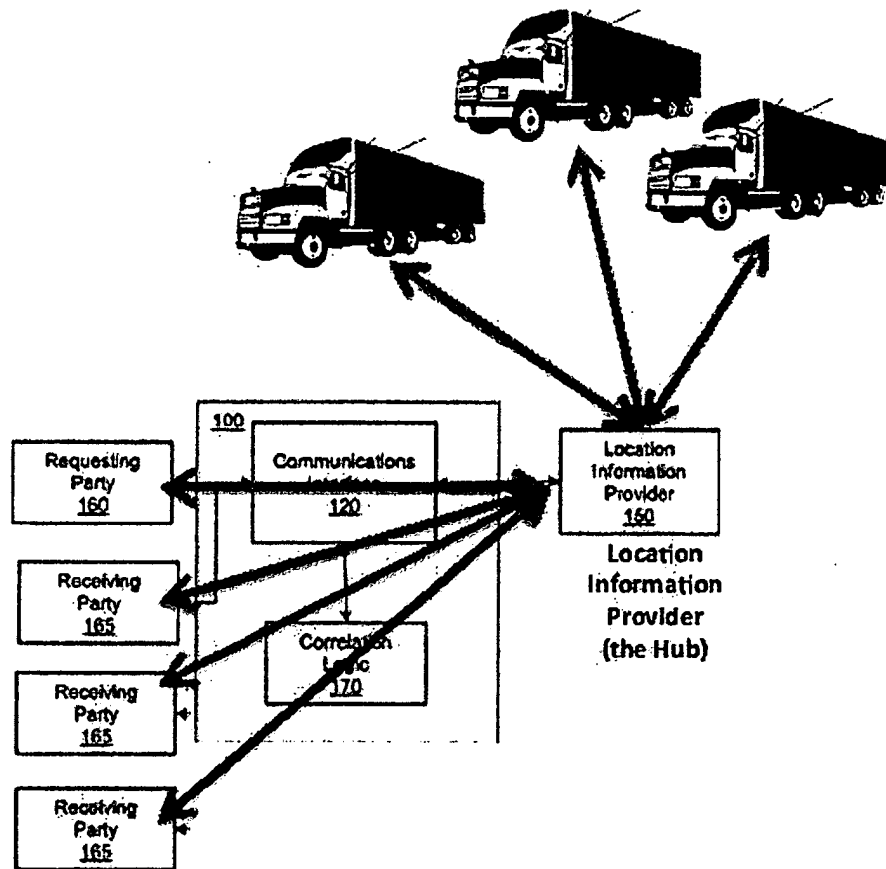 100
Requesting
Party
160
Communications
120
Location
Information
Provider
150
Location
Information
Provider
(the Hub)
Receiving
Party
165
Correlation
Logic
170
Receiving
Party
165
Receiving
Party
165